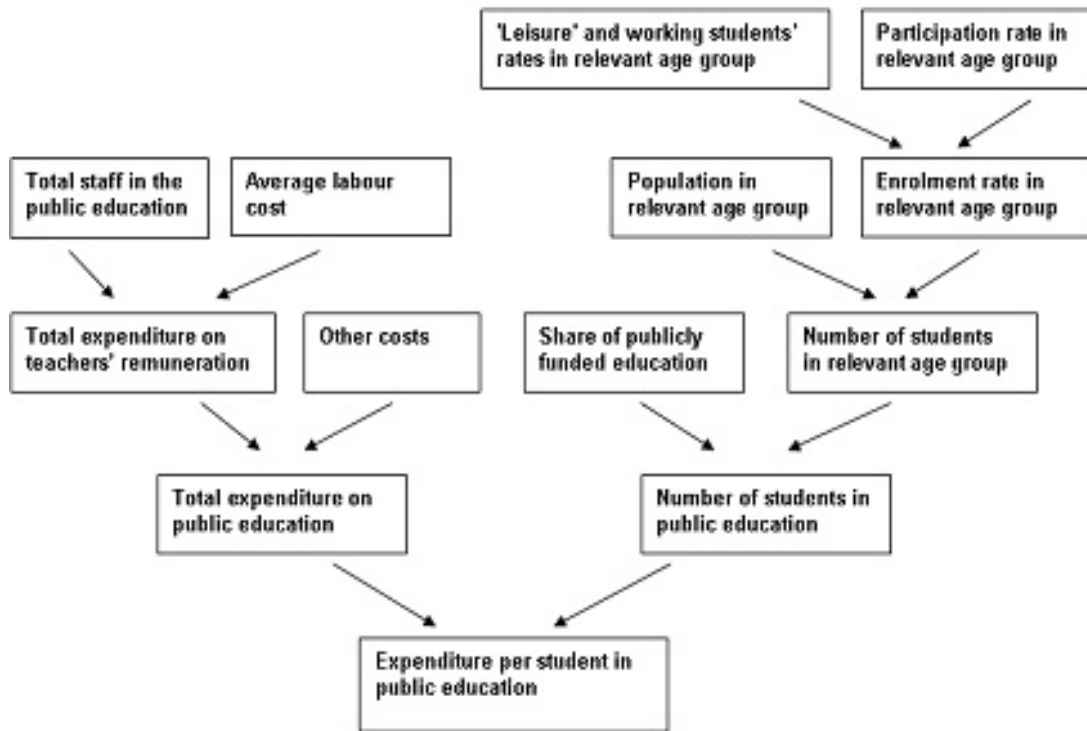 'Leisure' and working students'
rates in relevant age group
Participation rate in
relevant age group
Total staff in the
public education
Average labour
cost
Population in
relevant age group
Enrolment rate in
relevant age group
Total expenditure on
teachers' remuneration
Other costs
Share of publicly
funded education
Number of students
in relevant age group
Total expenditure on
public education
Number of students in
public education
Expenditure per student in
public education